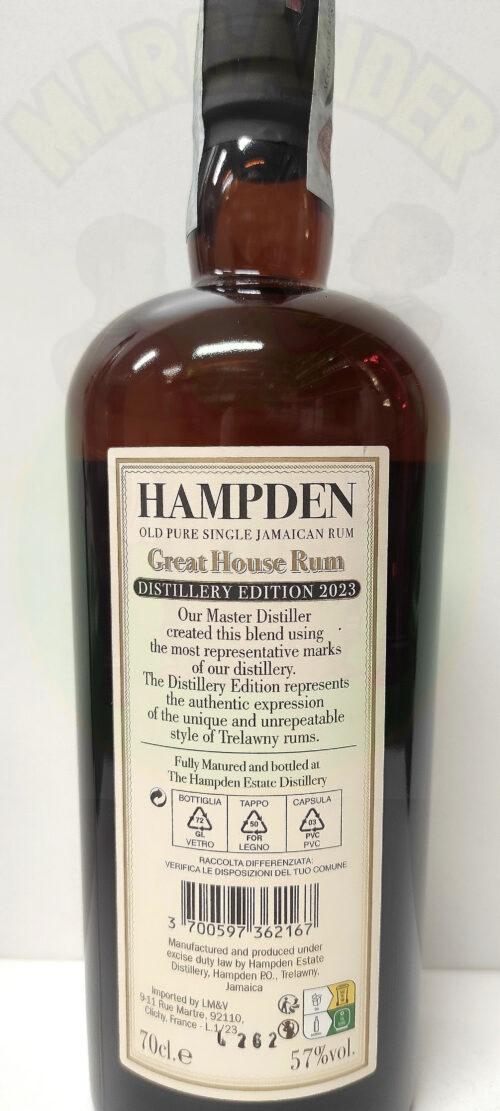 MAR
DER
HAMPDEN
OLD PURE SINGLE JAMAICAN RUM
Great House Rum
DISTILLERY EDITION 2023
Our Master Distiller
created this blend using
the most representative marks
of our distillery.
The Distillery Edition represents
the authentic expression
of the unique and unrepeatable
style of Trelawny rums.
Fully Matured and bottled at
The Hampden Estate Distillery
BOTTIGLIA TAPPO CAPSULA
72 50 03
GL FOR PVC
VETRO LEGNO PVC
RACCOLTA DIFFERENZIATA:
VERIFICA LE DISPOSIZIONI DEL TUO COMUNE
3 700597 362167
Manufactured and produced under
excise duty law by Hampden Estate
Distillery, Hampden P.O., Trelawny,
Jamaica
Imported by LM&V
9-11 Rue Martre, 92110,
Clichy, France - L.1/23
4262
70cl.e 57%vol.